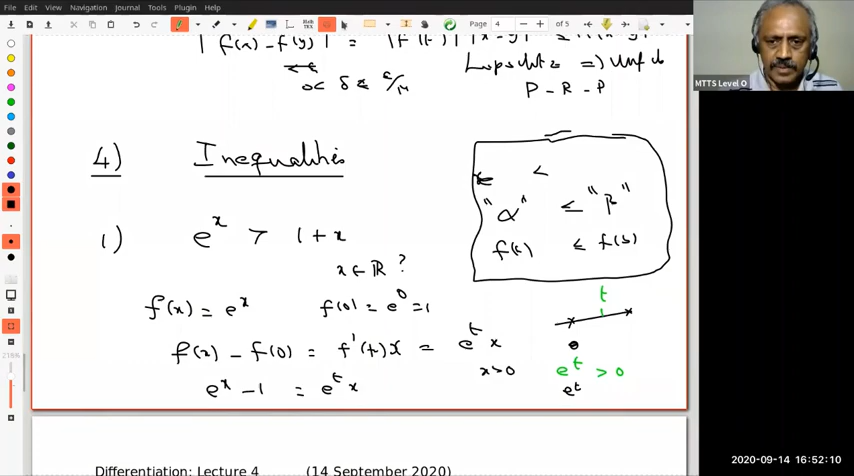 File Edit View Navigation Journal Tools Plugin Help
Page 4 of 5
| f(x) - f(y) | = |f'(t)| |x-y|
Lipschitz => Unif
0 < δ ≤ ε/M
P - R - P
4) Inequalities
<
"α" ≤ "β"
f(t) ≤ f(s)
1) e^x > 1 + x
x ∈ R ?
f(x) = e^x f(0) = e^0 = 1
t
f(x) - f(0) = f'(t) x = e^t x
x > 0
0
e^t > 0
e^x - 1 = e^t x
e^t
Differentiation: Lecture 4 (14 September 2020)
MTTS Level O
219%
2020-09-14 16:52:10